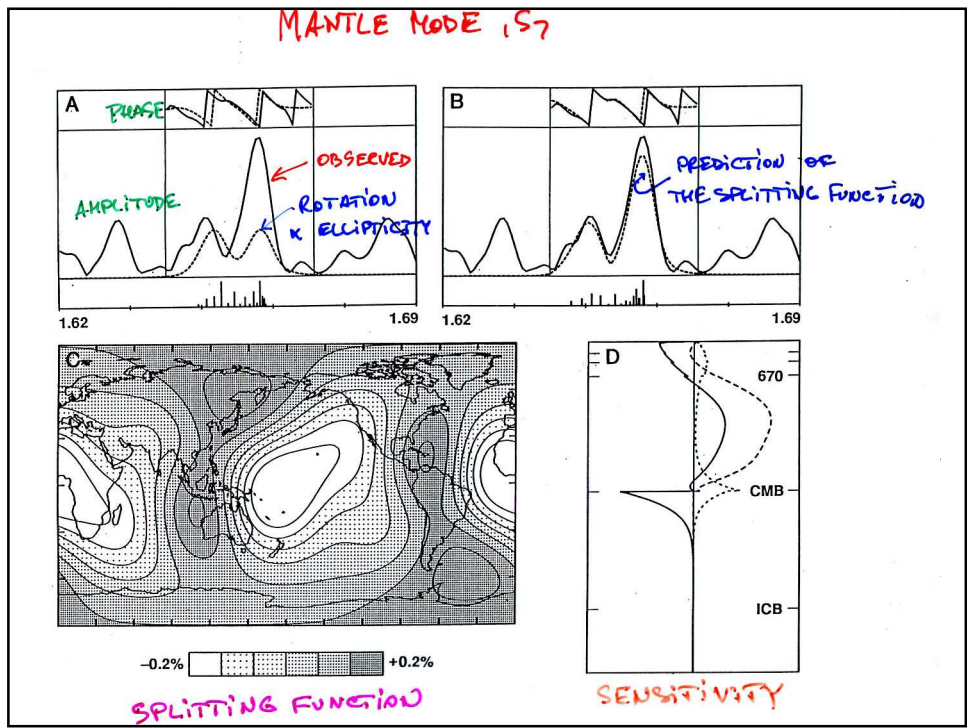 MANTLE MODE ₁S₇
A
PHASE
OBSERVED
AMPLITUDE
ROTATION
& ELLIPTICITY
1.62
1.69
B
PREDICTION OF
THE SPLITTING FUNCTION
1.62
1.69
C
−0.2%
+0.2%
SPLITTING FUNCTION
D
670
CMB
ICB
SENSITIVITY